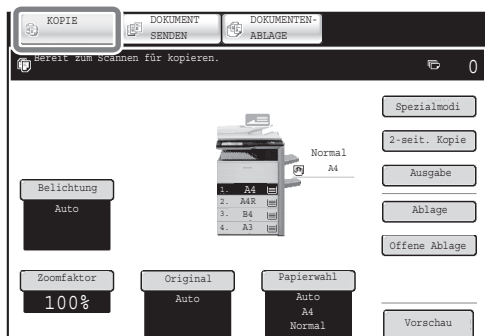 KOPIE
DOKUMENT
SENDEN
DOKUMENTEN-
ABLAGE
Bereit zum Scannen für kopieren.
0
Spezialmodi
2-seit. Kopie
Normal
A4
Ausgabe
Belichtung
Auto
1. A4
2. A4R
3. B4
4. A3
Ablage
Offene Ablage
Zoomfaktor
100%
Original
Auto
Papierwahl
Auto
A4
Normal
Vorschau